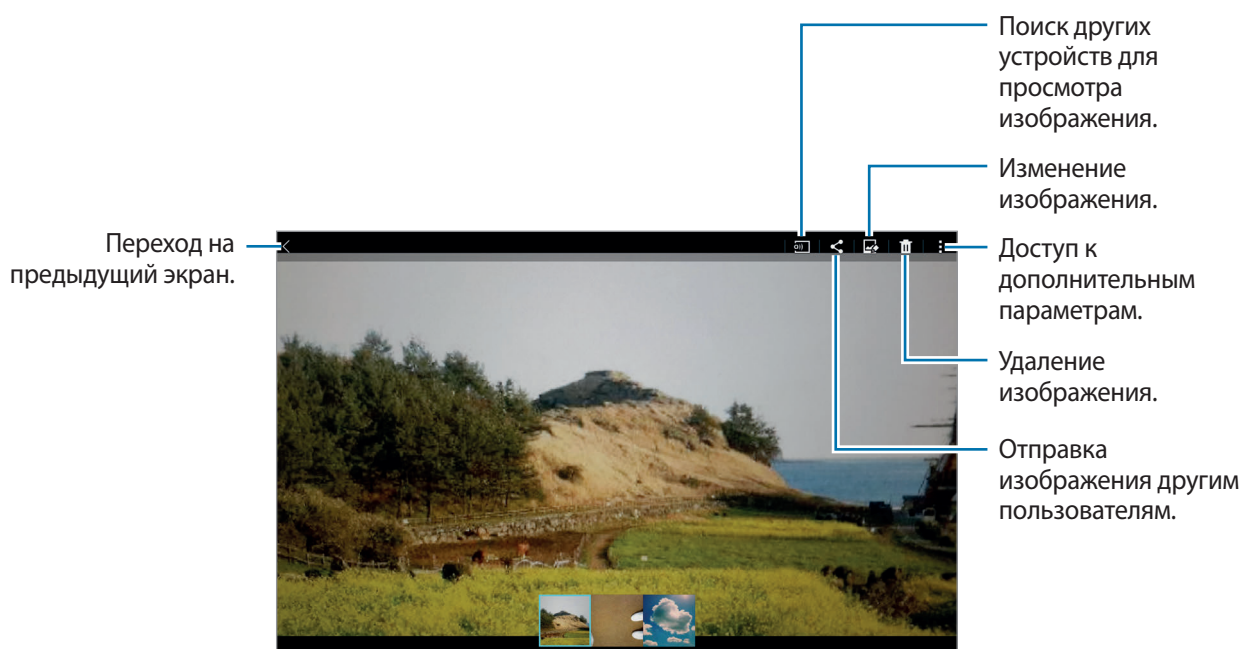 Поиск других
устройств для
просмотра
изображения.
Изменение
изображения.
Переход на
предыдущий экран.
Доступ к
дополнительным
параметрам.
Удаление
изображения.
Отправка
изображения другим
пользователям.